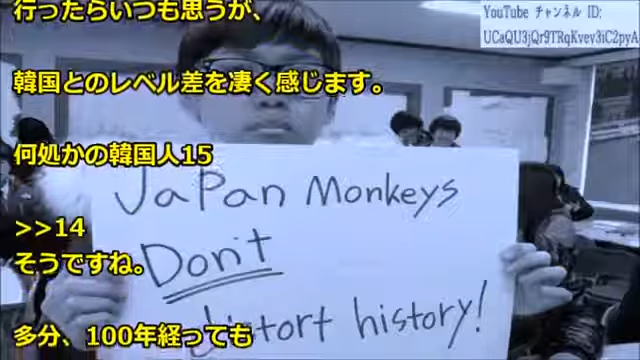 行ったらいつも思うが、
YouTube チャンネル ID:
UCaQU3jQr9TRqKvev3iC2pyA
韓国とのレベル差を凄く感じます。
何処かの韓国人15
JaPan Monkeys
>>14
そうですね。
Don't
distort history!
多分、100年経っても